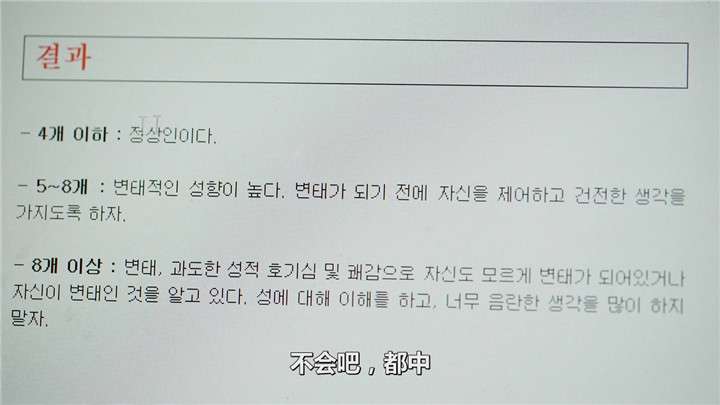 결과
- 4개 이하 : 정상인이다.
- 5~8개 : 변태적인 성향이 높다. 변태가 되기 전에 자신을 제어하고 건전한 생각을
가지도록 하자.
- 8개 이상 : 변태, 과도한 성적 호기심 및 쾌감으로 자신도 모르게 변태가 되어있거나
자신이 변태인 것을 알고 있다. 성에 대해 이해를 하고, 너무 음란한 생각을 많이 하지
말자.
不会吧，都中